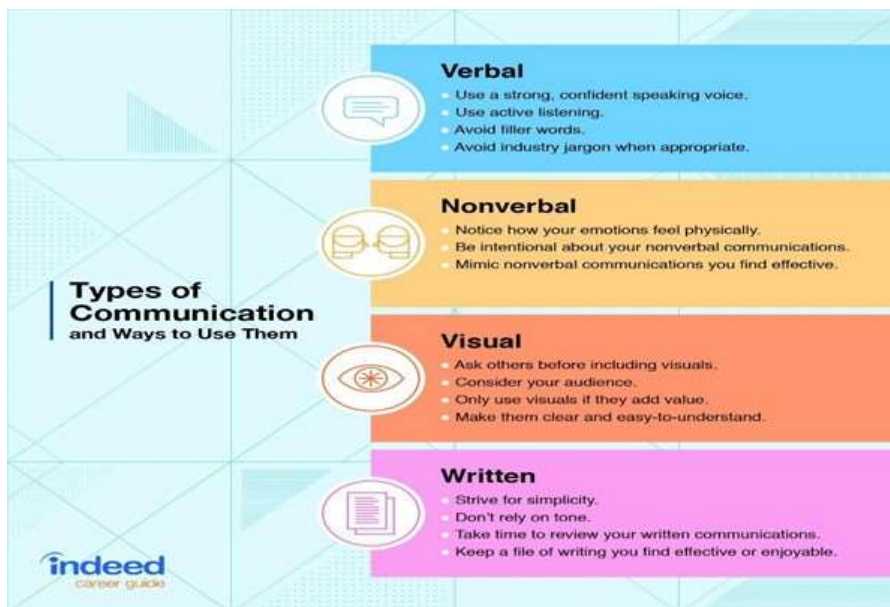 Types of
Communication
and Ways to Use Them
Verbal
Use a strong, confident speaking voice.
Use active listening.
Avoid filler words.
Avoid industry jargon when appropriate.
Nonverbal
Notice how your emotions feel physically.
Be intentional about your nonverbal communications.
Mimic nonverbal communications you find effective.
Visual
Ask others before including visuals.
Consider your audience.
Only use visuals if they add value.
Make them clear and easy-to-understand.
Written
Strive for simplicity.
Don't rely on tone.
Take time to review your written communications.
Keep a file of writing you find effective or enjoyable.
indeed
career guide